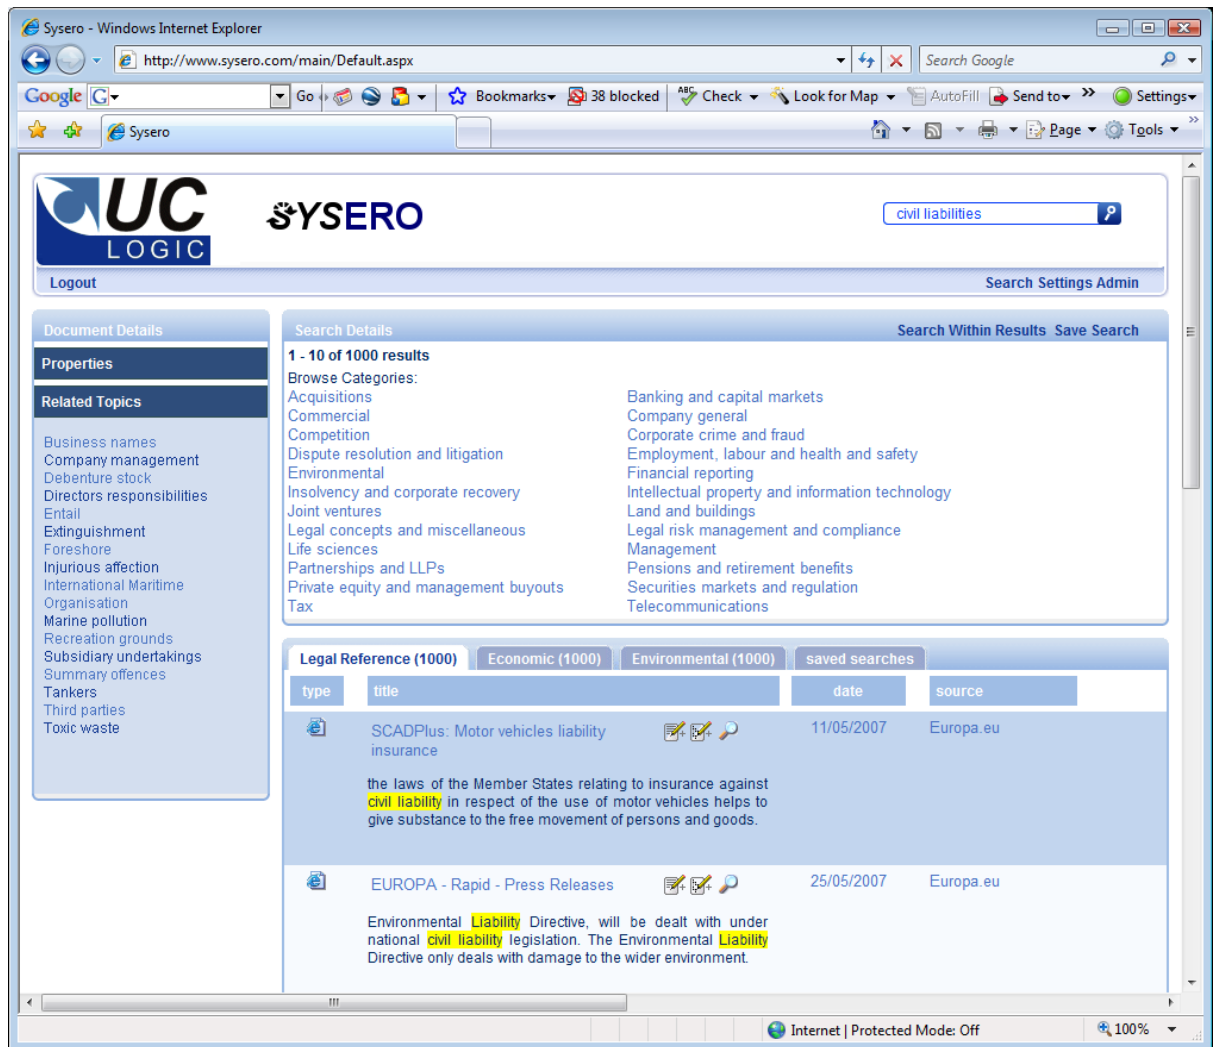 Sysero - Windows Internet Explorer
http://www.sysero.com/main/Default.aspx
Search Google
Google G
Go
Bookmarks
38 blocked
ABC Check
Look for Map
AutoFill
Send to
Settings
Sysero
Page
Tools
UC
LOGIC
SYSERO
civil liabilities
Logout
Search Settings Admin
Document Details
Properties
Related Topics
Business names
Company management
Debenture stock
Directors responsibilities
Entail
Extinguishment
Foreshore
Injurious affection
International Maritime
Organisation
Marine pollution
Recreation grounds
Subsidiary undertakings
Summary offences
Tankers
Third parties
Toxic waste
Search Details
Search Within Results Save Search
1 - 10 of 1000 results
Browse Categories:
Acquisitions
Banking and capital markets
Commercial
Company general
Competition
Corporate crime and fraud
Dispute resolution and litigation
Employment, labour and health and safety
Environmental
Financial reporting
Insolvency and corporate recovery
Intellectual property and information technology
Joint ventures
Land and buildings
Legal concepts and miscellaneous
Legal risk management and compliance
Life sciences
Management
Partnerships and LLPs
Pensions and retirement benefits
Private equity and management buyouts
Securities markets and regulation
Tax
Telecommunications
Legal Reference (1000)
Economic (1000)
Environmental (1000)
saved searches
type
title
date
source
SCADPlus: Motor vehicles liability
insurance
11/05/2007
Europa.eu
the laws of the Member States relating to insurance against
civil liability in respect of the use of motor vehicles helps to
give substance to the free movement of persons and goods.
EUROPA - Rapid - Press Releases
25/05/2007
Europa.eu
Environmental Liability Directive, will be dealt with under
national civil liability legislation. The Environmental Liability
Directive only deals with damage to the wider environment.
Internet | Protected Mode: Off
100%